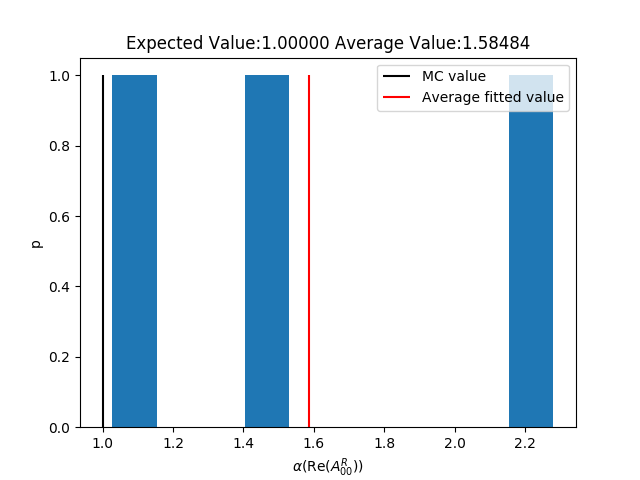 Expected Value:1.00000 Average Value:1.58484
MC value
Average fitted value
1.0
0.8
0.6
0.4
0.2
0.0
p
1.0 1.2 1.4 1.6 1.8 2.0 2.2
α(Re(A^R_00))